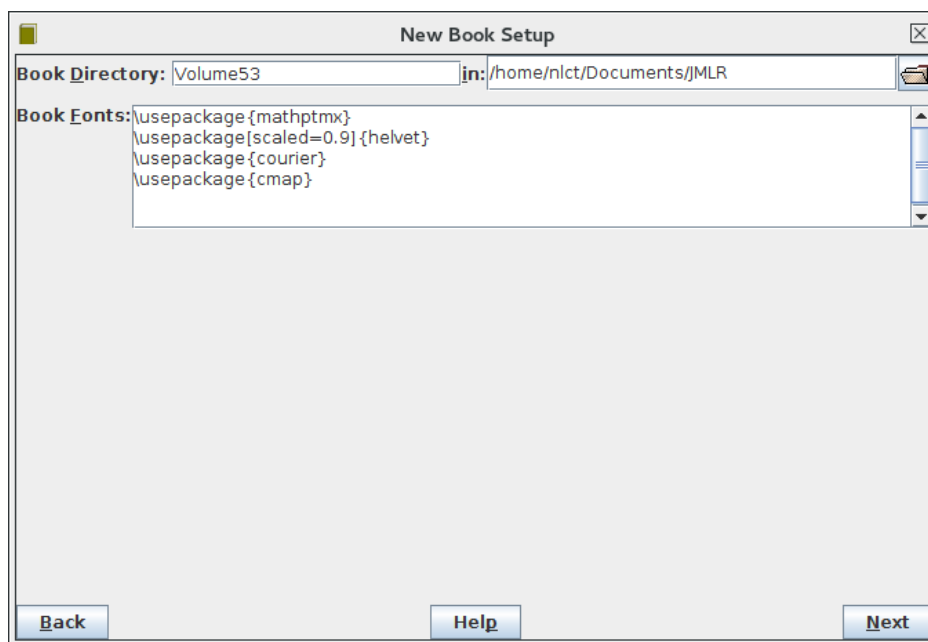 New Book Setup
Book Directory: Volume53 in: /home/nlct/Documents/JMLR
Book Fonts: \usepackage{mathptmx}
\usepackage[scaled=0.9]{helvet}
\usepackage{courier}
\usepackage{cmap}
Back Help Next